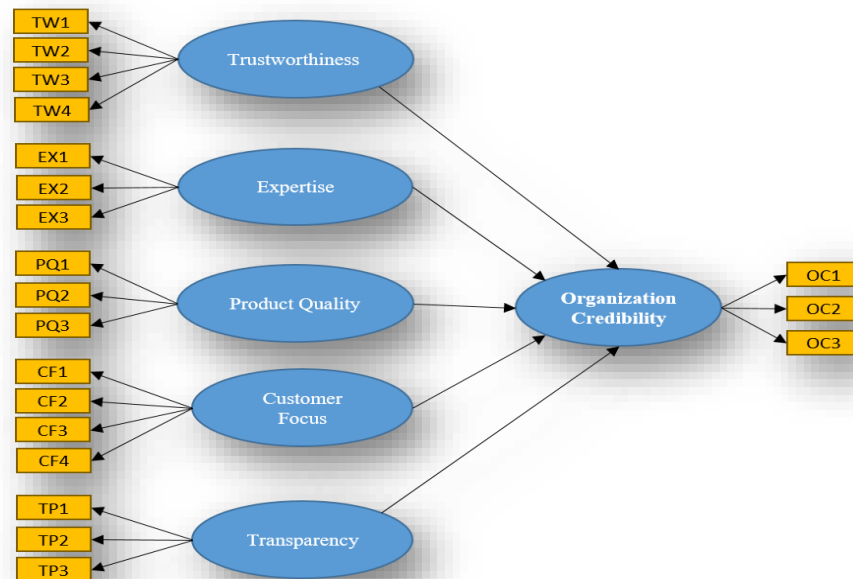 TW1
TW2
TW3
TW4
Trustworthiness
EX1
EX2
EX3
Expertise
PQ1
PQ2
PQ3
Product Quality
Organization
Credibility
OC1
OC2
OC3
CF1
CF2
CF3
CF4
Customer
Focus
TP1
TP2
TP3
Transparency